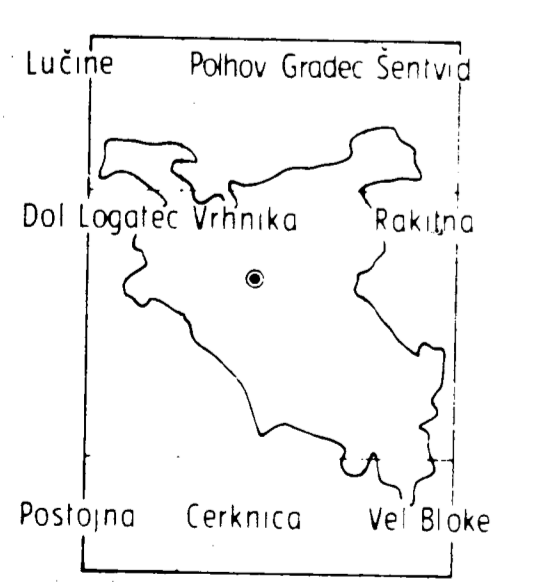 Lučine Polhov Gradec Šentvid
Dol Logatec Vrhnika Rakitna
Postojna Cerknica Vel Bloke